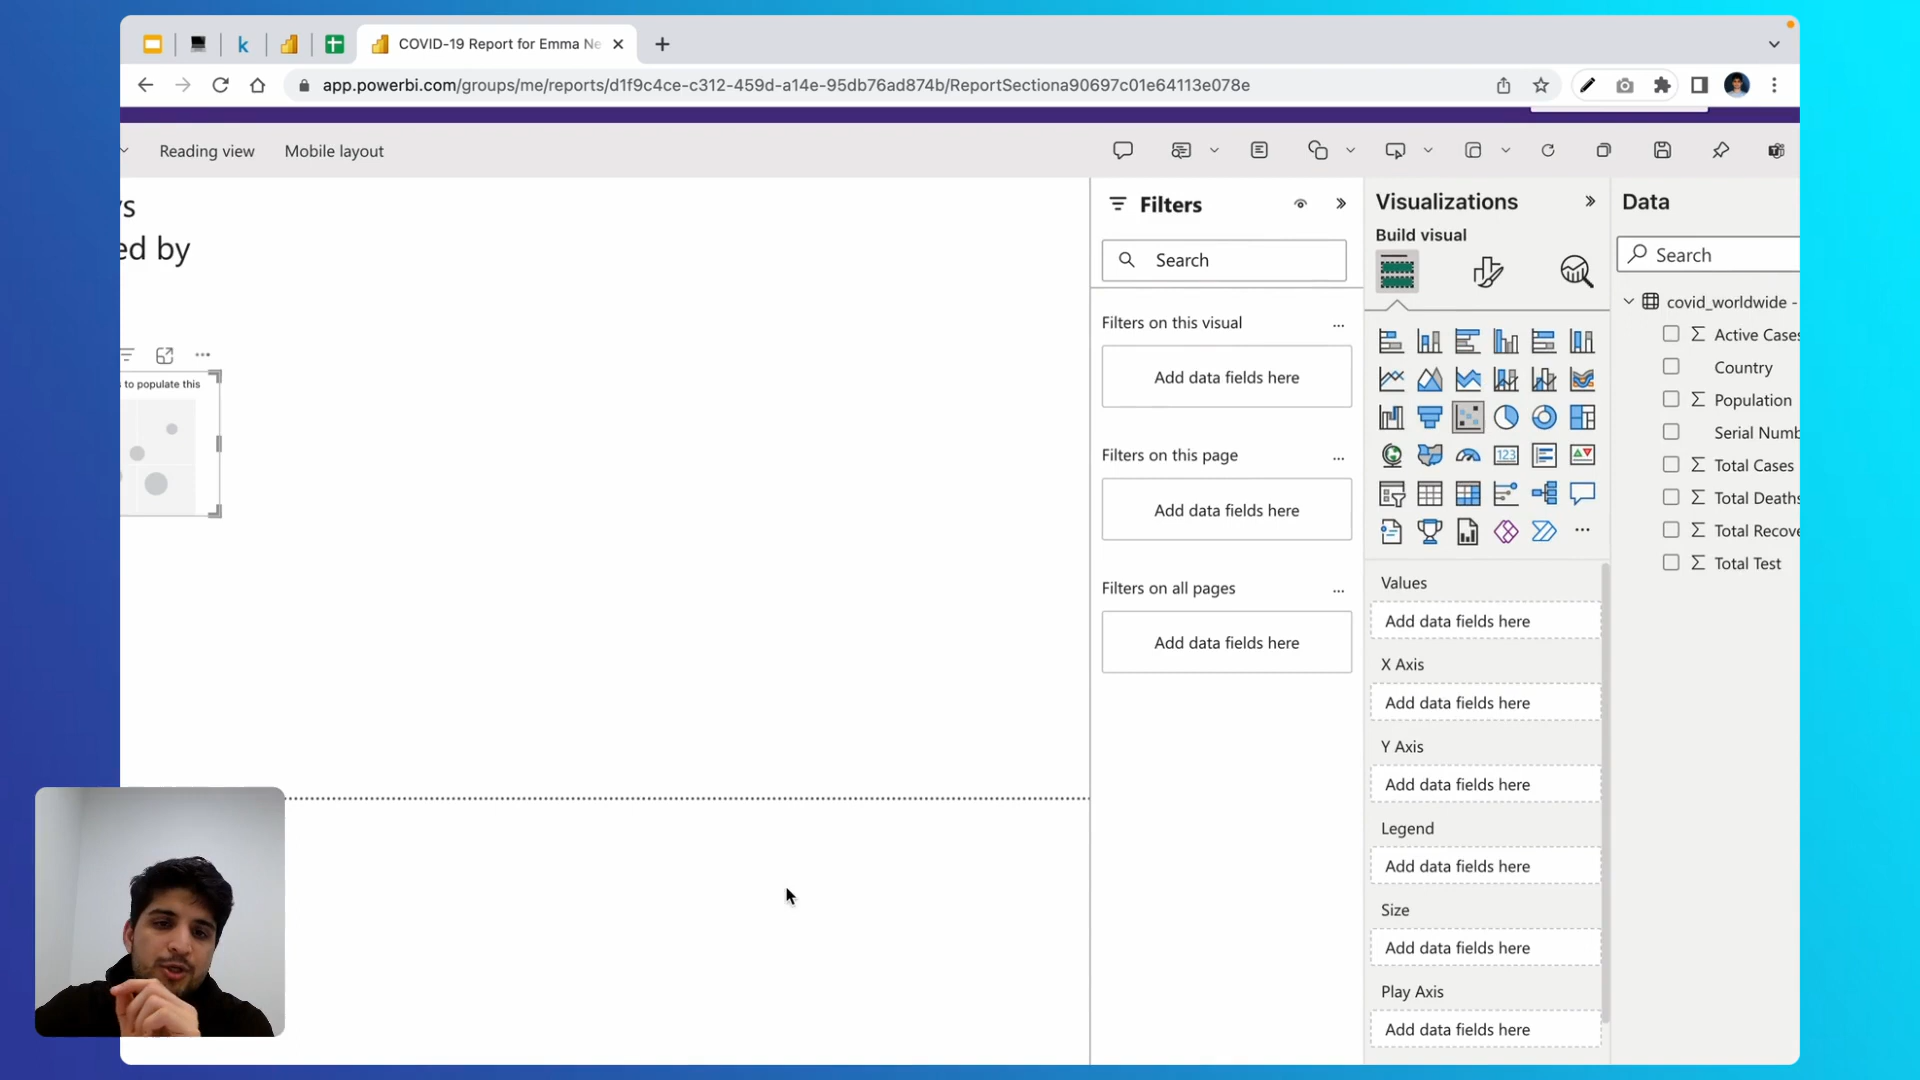 COVID-19 Report for Emma Ne
app.powerbi.com/groups/me/reports/d1f9c4ce-c312-459d-a14e-95db76ad874b/ReportSectiona90697c01e64113e078e
Reading view
Mobile layout
ed by
s to populate this
Filters
Search
Filters on this visual
...
Add data fields here
Filters on this page
...
Add data fields here
Filters on all pages
...
Add data fields here
Visualizations
Build visual
123
...
Values
Add data fields here
X Axis
Add data fields here
Y Axis
Add data fields here
Legend
Add data fields here
Size
Add data fields here
Play Axis
Add data fields here
Data
Search
covid_worldwide -
Σ Active Cases
Country
Σ Population
Serial Numb
Σ Total Cases
Σ Total Deaths
Σ Total Recove
Σ Total Test